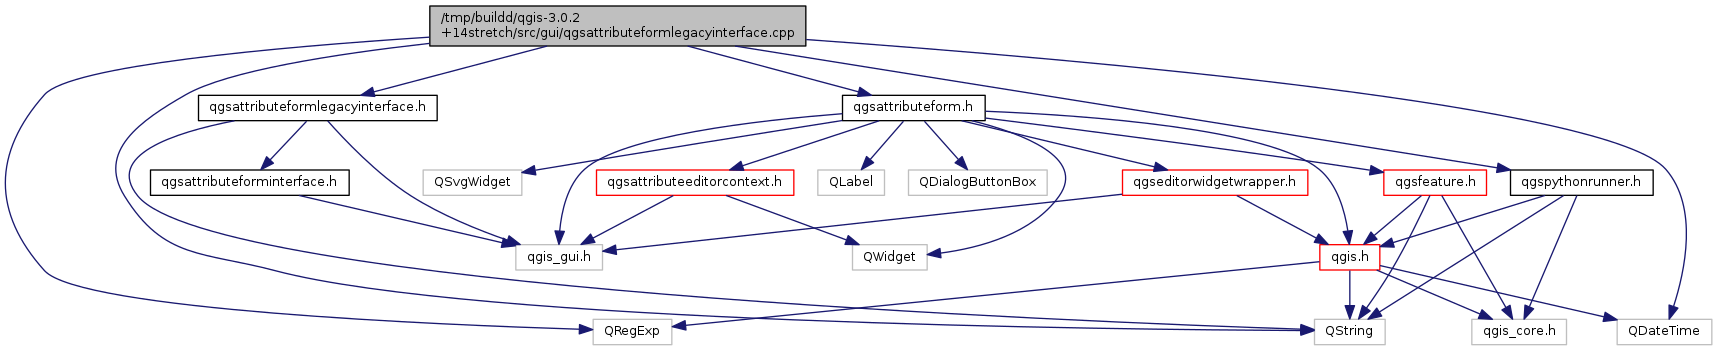 /tmp/buildd/qgis-3.0.2
+14stretch/src/gui/qgsattributeformlegacyinterface.cpp
qgsattributeformlegacyinterface.h
qgsattributeform.h
qgsattributeforminterface.h
QSvgWidget
qgsattributeeditorcontext.h
QLabel
QDialogButtonBox
qgseditorwidgetwrapper.h
qgsfeature.h
qgspythonrunner.h
qgis_gui.h
QWidget
qgis.h
QRegExp
QString
qgis_core.h
QDateTime